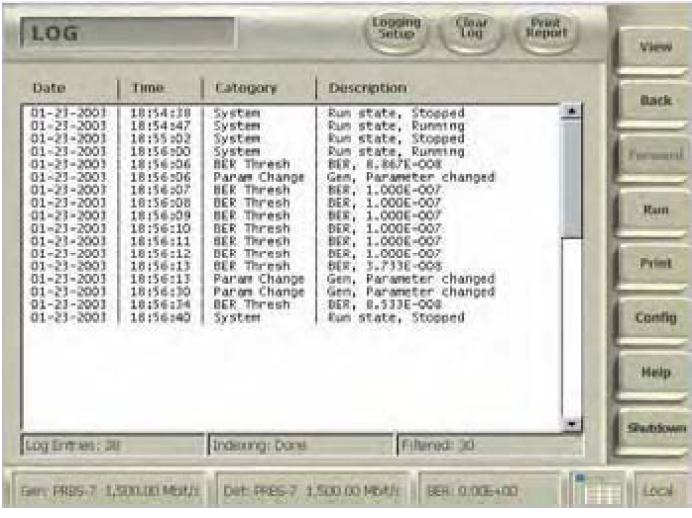 LOG
Logging Setup
Clear Log
Print Report
View
Back
Forward
Run
Print
Config
Help
Shutdown
Date Time Category Description
01-23-2003 18:54:38 System Run state, Stopped
01-23-2003 18:54:47 System Run state, Running
01-23-2003 18:55:02 System Run state, Stopped
01-23-2003 18:56:00 System Run state, Running
01-23-2003 18:56:06 BER Thresh BER, 8.867E-008
01-23-2003 18:56:06 Param Change Gen, Parameter changed
01-23-2003 18:56:07 BER Thresh BER, 1.000E-007
01-23-2003 18:56:08 BER Thresh BER, 1.000E-007
01-23-2003 18:56:09 BER Thresh BER, 1.000E-007
01-23-2003 18:56:10 BER Thresh BER, 1.000E-007
01-23-2003 18:56:11 BER Thresh BER, 1.000E-007
01-23-2003 18:56:12 BER Thresh BER, 1.000E-007
01-23-2003 18:56:13 BER Thresh BER, 3.733E-008
01-23-2003 18:56:13 Param Change Gen, Parameter changed
01-23-2003 18:56:30 Param Change Gen, Parameter changed
01-23-2003 18:56:34 BER Thresh BER, 8.533E-008
01-23-2003 18:56:40 System Run state, Stopped
Log Entries: 38 Indexing: Done Filtered: 30
Gen: PRBS-7 1,500.00 Mbit/s Det: PRBS-7 1,500.00 Mbit/s BER: 0.00E+00 Local